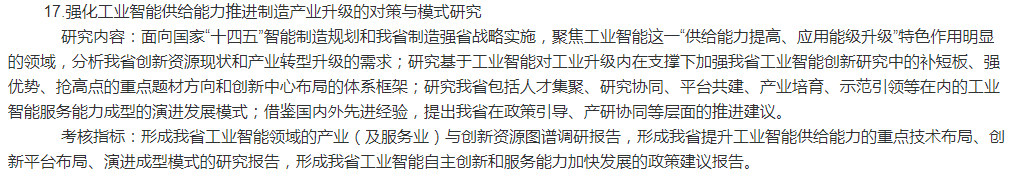 17.强化工业智能供给能力推进制造产业升级的对策与模式研究
研究内容：面向国家“十四五”智能制造规划和我省制造强省战略实施，聚焦工业智能这一“供给能力提高、应用能级升级”特色作用明显
的领域，分析我省创新资源现状和产业转型升级的需求；研究基于工业智能对工业升级内在支撑下加强我省工业智能创新研究中的补短板、强
优势、抢高点的重点题材方向和创新中心布局的体系框架；研究我省包括人才集聚、研究协同、平台共建、产业培育、示范引领等在内的工业
智能服务能力成型的演进发展模式；借鉴国内外先进经验，提出我省在政策引导、产研协同等层面的推进建议。
考核指标：形成我省工业智能领域的产业（及服务业）与创新资源图谱调研报告，形成我省提升工业智能供给能力的重点技术布局、创
新平台布局、演进成型模式的研究报告，形成我省工业智能自主创新和服务能力加快发展的政策建议报告。